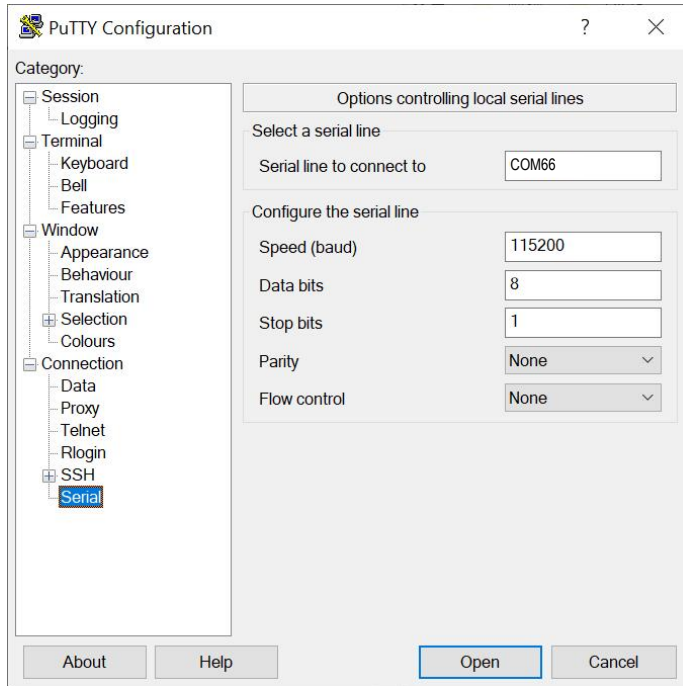 PuTTY Configuration
?
Category:
Session
Logging
Terminal
Keyboard
Bell
Features
Window
Appearance
Behaviour
Translation
Selection
Colours
Connection
Data
Proxy
Telnet
Rlogin
SSH
Serial
Options controlling local serial lines
Select a serial line
Serial line to connect to COM66
Configure the serial line
Speed (baud) 115200
Data bits 8
Stop bits 1
Parity None
Flow control None
About Help Open Cancel